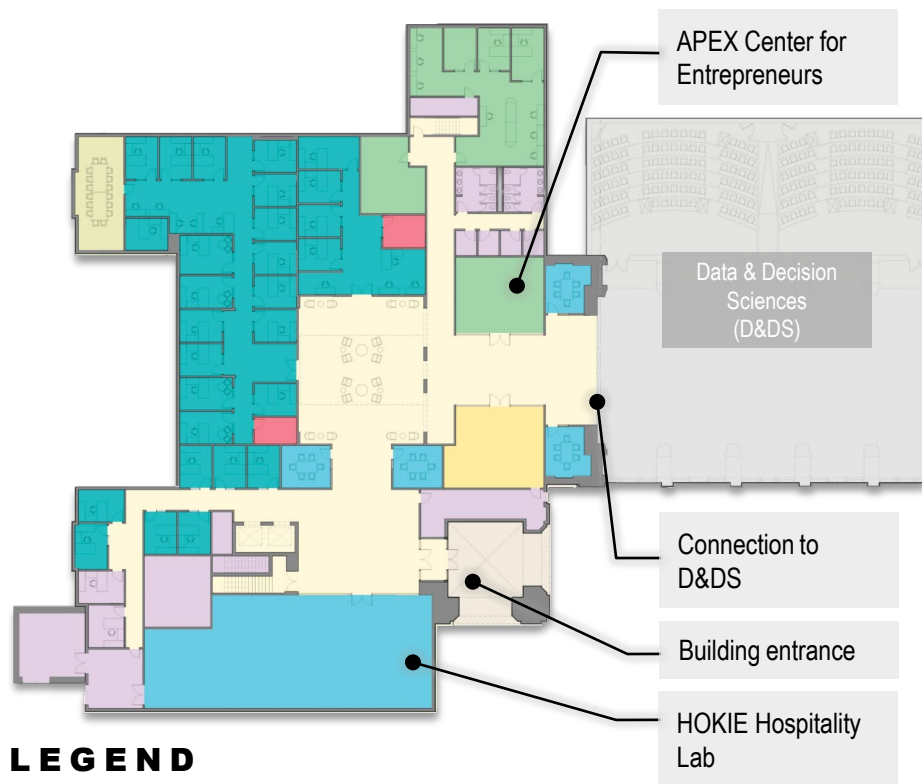 APEX Center for
Entrepreneurs
Data & Decision
Sciences
(D&DS)
Connection to
D&DS
Building entrance
HOKIE Hospitality
Lab
LEGEND